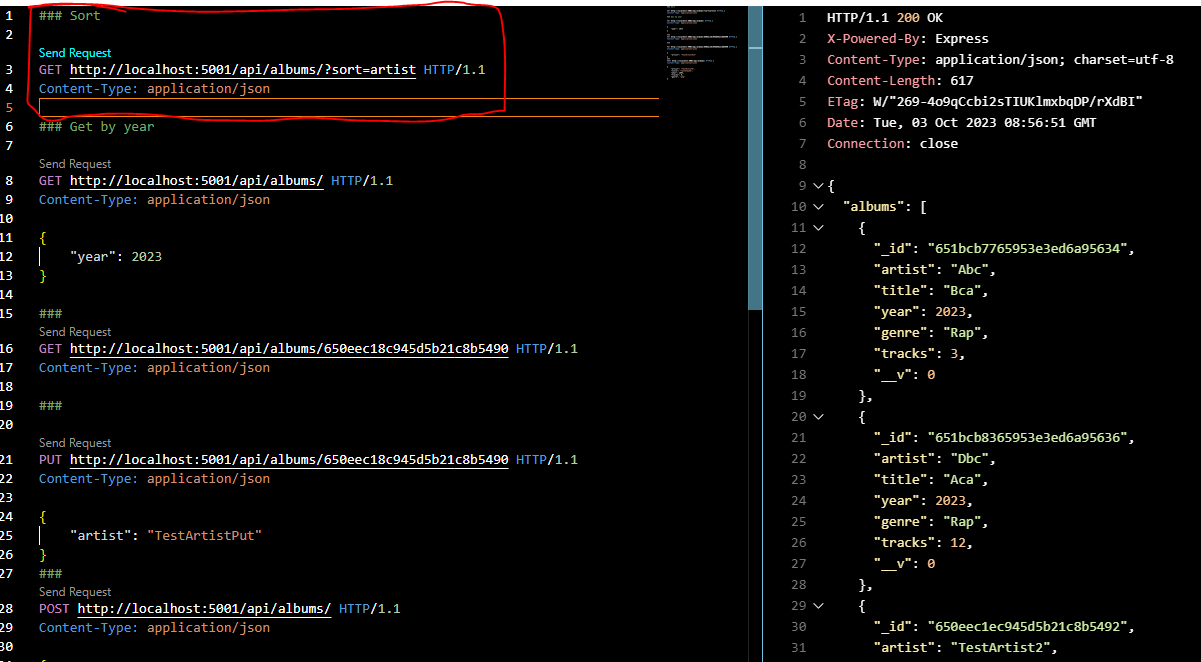 1 ### Sort
2
Send Request
3 GET http://localhost:5001/api/albums/?sort=artist HTTP/1.1
4 Content-Type: application/json
5
6 ### Get by year
7
Send Request
8 GET http://localhost:5001/api/albums/ HTTP/1.1
9 Content-Type: application/json
10
11 {
12 "year": 2023
13 }
14
15 ###
Send Request
16 GET http://localhost:5001/api/albums/650eec18c945d5b21c8b5490 HTTP/1.1
17 Content-Type: application/json
18
19 ###
20
Send Request
21 PUT http://localhost:5001/api/albums/650eec18c945d5b21c8b5490 HTTP/1.1
22 Content-Type: application/json
23
24 {
25 "artist": "TestArtistPut"
26 }
27 ###
Send Request
28 POST http://localhost:5001/api/albums/ HTTP/1.1
29 Content-Type: application/json
30
1 HTTP/1.1 200 OK
2 X-Powered-By: Express
3 Content-Type: application/json; charset=utf-8
4 Content-Length: 617
5 ETag: W/"269-4o9qCcbi2sTIUKlmxbqDP/rXdBI"
6 Date: Tue, 03 Oct 2023 08:56:51 GMT
7 Connection: close
8
9 {
10 "albums": [
11 {
12 "_id": "651bcb7765953e3ed6a95634",
13 "artist": "Abc",
14 "title": "Bca",
15 "year": 2023,
16 "genre": "Rap",
17 "tracks": 3,
18 "__v": 0
19 },
20 {
21 "_id": "651bcb8365953e3ed6a95636",
22 "artist": "Dbc",
23 "title": "Aca",
24 "year": 2023,
25 "genre": "Rap",
26 "tracks": 12,
27 "__v": 0
28 },
29 {
30 "_id": "650eec1ec945d5b21c8b5492",
31 "artist": "TestArtist2",